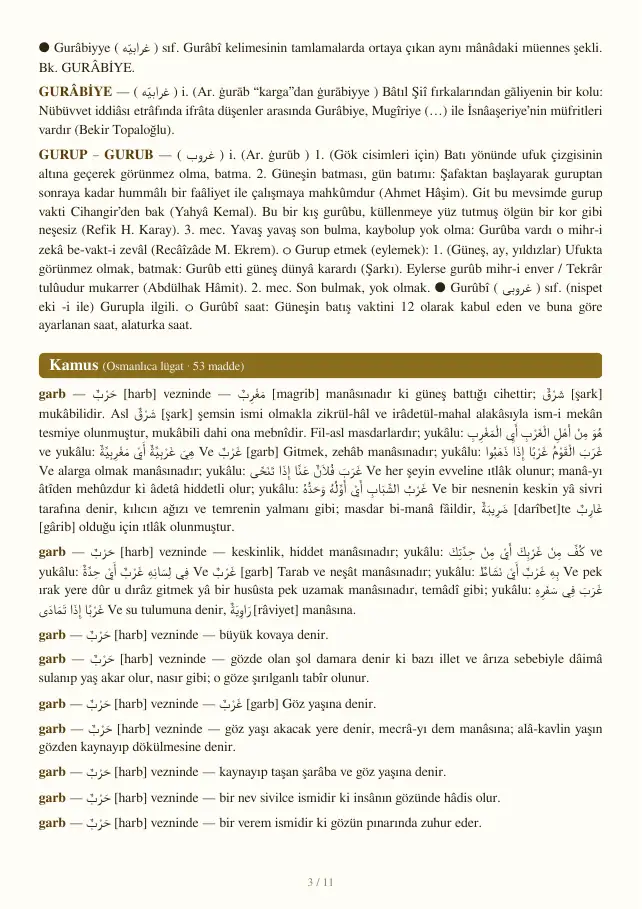 ● Gurâbiyye ( غرابيّه ) sıf. Gurâbî kelimesinin tamlamalarda ortaya çıkan aynı mânâdaki müennes şekli.
Bk. GURÂBİYE.
GURÂBİYE — ( غرابيّه ) i. (Ar. ġurāb “karga”dan ġurābiyye ) Bâtıl Şiî fırkalarından gāliyenin bir kolu:
Nübüvvet iddiâsı etrâfında ifrâta düşenler arasında Gurâbiye, Mugīriye (…) ile İsnâaşeriye’nin müfritleri
vardır (Bekir Topaloğlu).
GURUP – GURUB — ( غروب ) i. (Ar. ġurūb ) 1. (Gök cisimleri için) Batı yönünde ufuk çizgisinin
altına geçerek görünmez olma, batma. 2. Güneşin batması, gün batımı: Şafaktan başlayarak guruptan
sonraya kadar hummâlı bir faâliyet ile çalışmaya mahkûmdur (Ahmet Hâşim). Git bu mevsimde gurup
vakti Cihangir’den bak (Yahyâ Kemal). Bu bir kış gurûbu, küllenmeye yüz tutmuş ölgün bir kor gibi
neşesiz (Refik H. Karay). 3. mec. Yavaş yavaş son bulma, kaybolup yok olma: Gurûba vardı o mihr-i
zekâ be-vakt-i zevâl (Recâîzâde M. Ekrem). ѻ Gurup etmek (eylemek): 1. (Güneş, ay, yıldızlar) Ufukta
görünmez olmak, batmak: Gurûb etti güneş dünyâ karardı (Şarkı). Eylerse gurûb mihr-i enver / Tekrâr
tulûudur mukarrer (Abdülhak Hâmit). 2. mec. Son bulmak, yok olmak. ● Gurûbî ( غروبى ) sıf. (nispet
eki -i ile) Gurupla ilgili. ѻ Gurûbî saat: Güneşin batış vaktini 12 olarak kabul eden ve buna göre
ayarlanan saat, alaturka saat.
Kamus (Osmanlıca lügat · 53 madde)
garb — حَرْبٌ [harb] vezninde — مَغْرِبٌ [magrib] manâsınadır ki güneş battığı cihettir; شَرْقٌ [şark]
mukâbilidir. Asl شَرْقٌ [şark] şemsin ismi olmakla zikrül-hâl ve irâdetül-mahal alakâsıyla ism-i mekân
tesmiye olunmuştur, mukâbili dahi ona mebnîdir. Fil-asl masdarlardır; yukâlu: هُوَ مِنْ أَهْلِ الْغَرْبِ أَيِ الْمَغْرِبِ
ve yukâlu: هِيَ غَرْبِيَّةٌ أَيْ مَغْرِبِيَّةٌ Ve غَرْبٌ [garb] Gitmek, zehâb manâsınadır; yukâlu: غَرَبَ الْقَوْمُ غَرْبًا إِذَا ذَهَبُوا
Ve alarga olmak manâsınadır; yukâlu: غَرَبَ فُلَانٌ عَنَّا إِذَا تَنَحَّى Ve her şeyin evveline ıtlâk olunur; manâ-yı
âtîden mehûzdur ki âdetâ hiddetli olur; yukâlu: غَرْبُ الشَّبَابِ أَيْ أَوَّلُهُ وَحَدُّهُ Ve bir nesnenin keskin yâ sivri
tarafına denir, kılıcın ağızı ve temrenin yalmanı gibi; masdar bi-manâ fâildir, ضَرِيبَةٌ [darîbet]te غَارِبٌ
[gârib] olduğu için ıtlâk olunmuştur.
garb — حَرْبٌ [harb] vezninde — keskinlik, hiddet manâsınadır; yukâlu: كُفَّ مِنْ غَرْبِكَ أَيْ مِنْ حِدَّتِكَ ve
yukâlu: فِي لِسَانِهِ غَرْبٌ أَيْ حِدَّةٌ Ve غَرْبٌ [garb] Tarab ve neşât manâsınadır; yukâlu: بِهِ غَرْبٌ أَيْ نَشَاطٌ Ve pek
ırak yere dûr u dırâz gitmek yâ bir husûsta pek uzamak manâsınadır, temâdî gibi; yukâlu: غَرَبَ فِي سَفَرِهِ
غَرْبًا إِذَا تَمَادَى Ve su tulumuna denir, رَاوِيَةٌ [râviyet] manâsına.
garb — حَرْبٌ [harb] vezninde — büyük kovaya denir.
garb — حَرْبٌ [harb] vezninde — gözde olan şol damara denir ki bazı illet ve ârıza sebebiyle dâimâ
sulanıp yaş akar olur, nasır gibi; o göze şırılganlı tabîr olunur.
garb — حَرْبٌ [harb] vezninde — غَرْبٌ [garb] Göz yaşına denir.
garb — حَرْبٌ [harb] vezninde — göz yaşı akacak yere denir, mecrâ-yı dem manâsına; alâ-kavlin yaşın
gözden kaynayıp dökülmesine denir.
garb — حَرْبٌ [harb] vezninde — kaynayıp taşan şarâba ve göz yaşına denir.
garb — حَرْبٌ [harb] vezninde — bir nev sivilce ismidir ki insânın gözünde hâdis olur.
garb — حَرْبٌ [harb] vezninde — bir verem ismidir ki gözün pınarında zuhur eder.
3 / 11